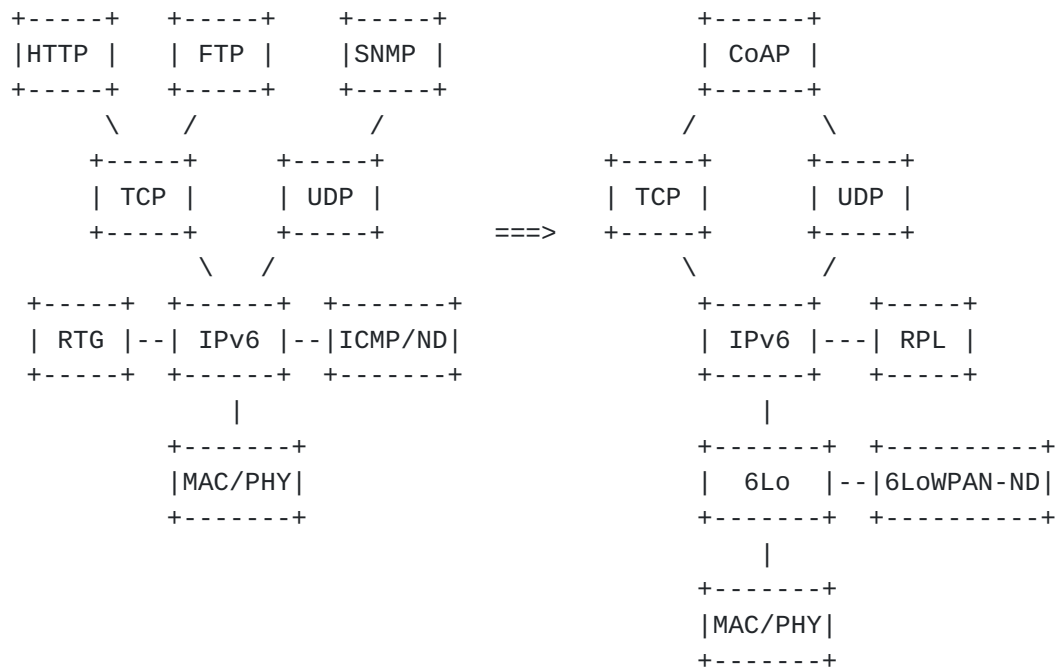 HTTP FTP SNMP CoAP
TCP UDP ===> TCP UDP
RTG -- IPv6 -- ICMP/ND IPv6 --- RPL
MAC/PHY 6Lo -- 6LoWPAN-ND
MAC/PHY